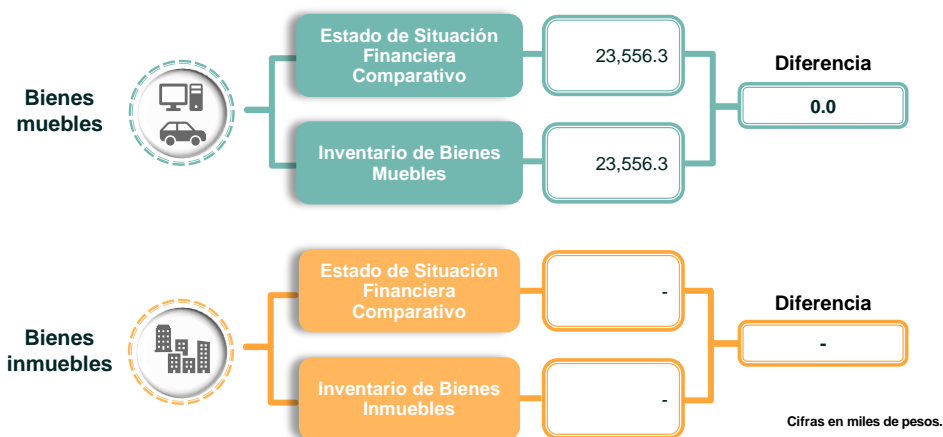 Bienes
muebles
Estado de Situación
Financiera
Comparativo
23,556.3
Inventario de Bienes
Muebles
23,556.3
Diferencia
0.0
Bienes
inmuebles
Estado de Situación
Financiera
Comparativo
-
Inventario de Bienes
Inmuebles
-
Diferencia
-
Cifras en miles de pesos.